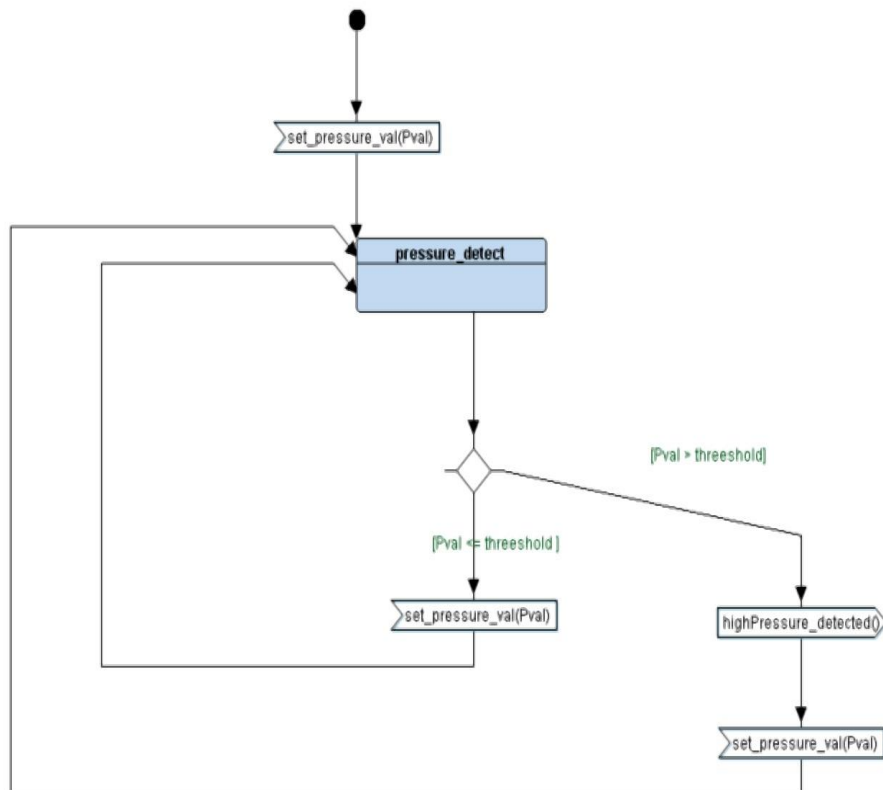 set_pressure_val(Pval)
pressure_detect
[Pval > threeshold]
[Pval <= threeshold ]
set_pressure_val(Pval)
highPressure_detected()
set_pressure_val(Pval)